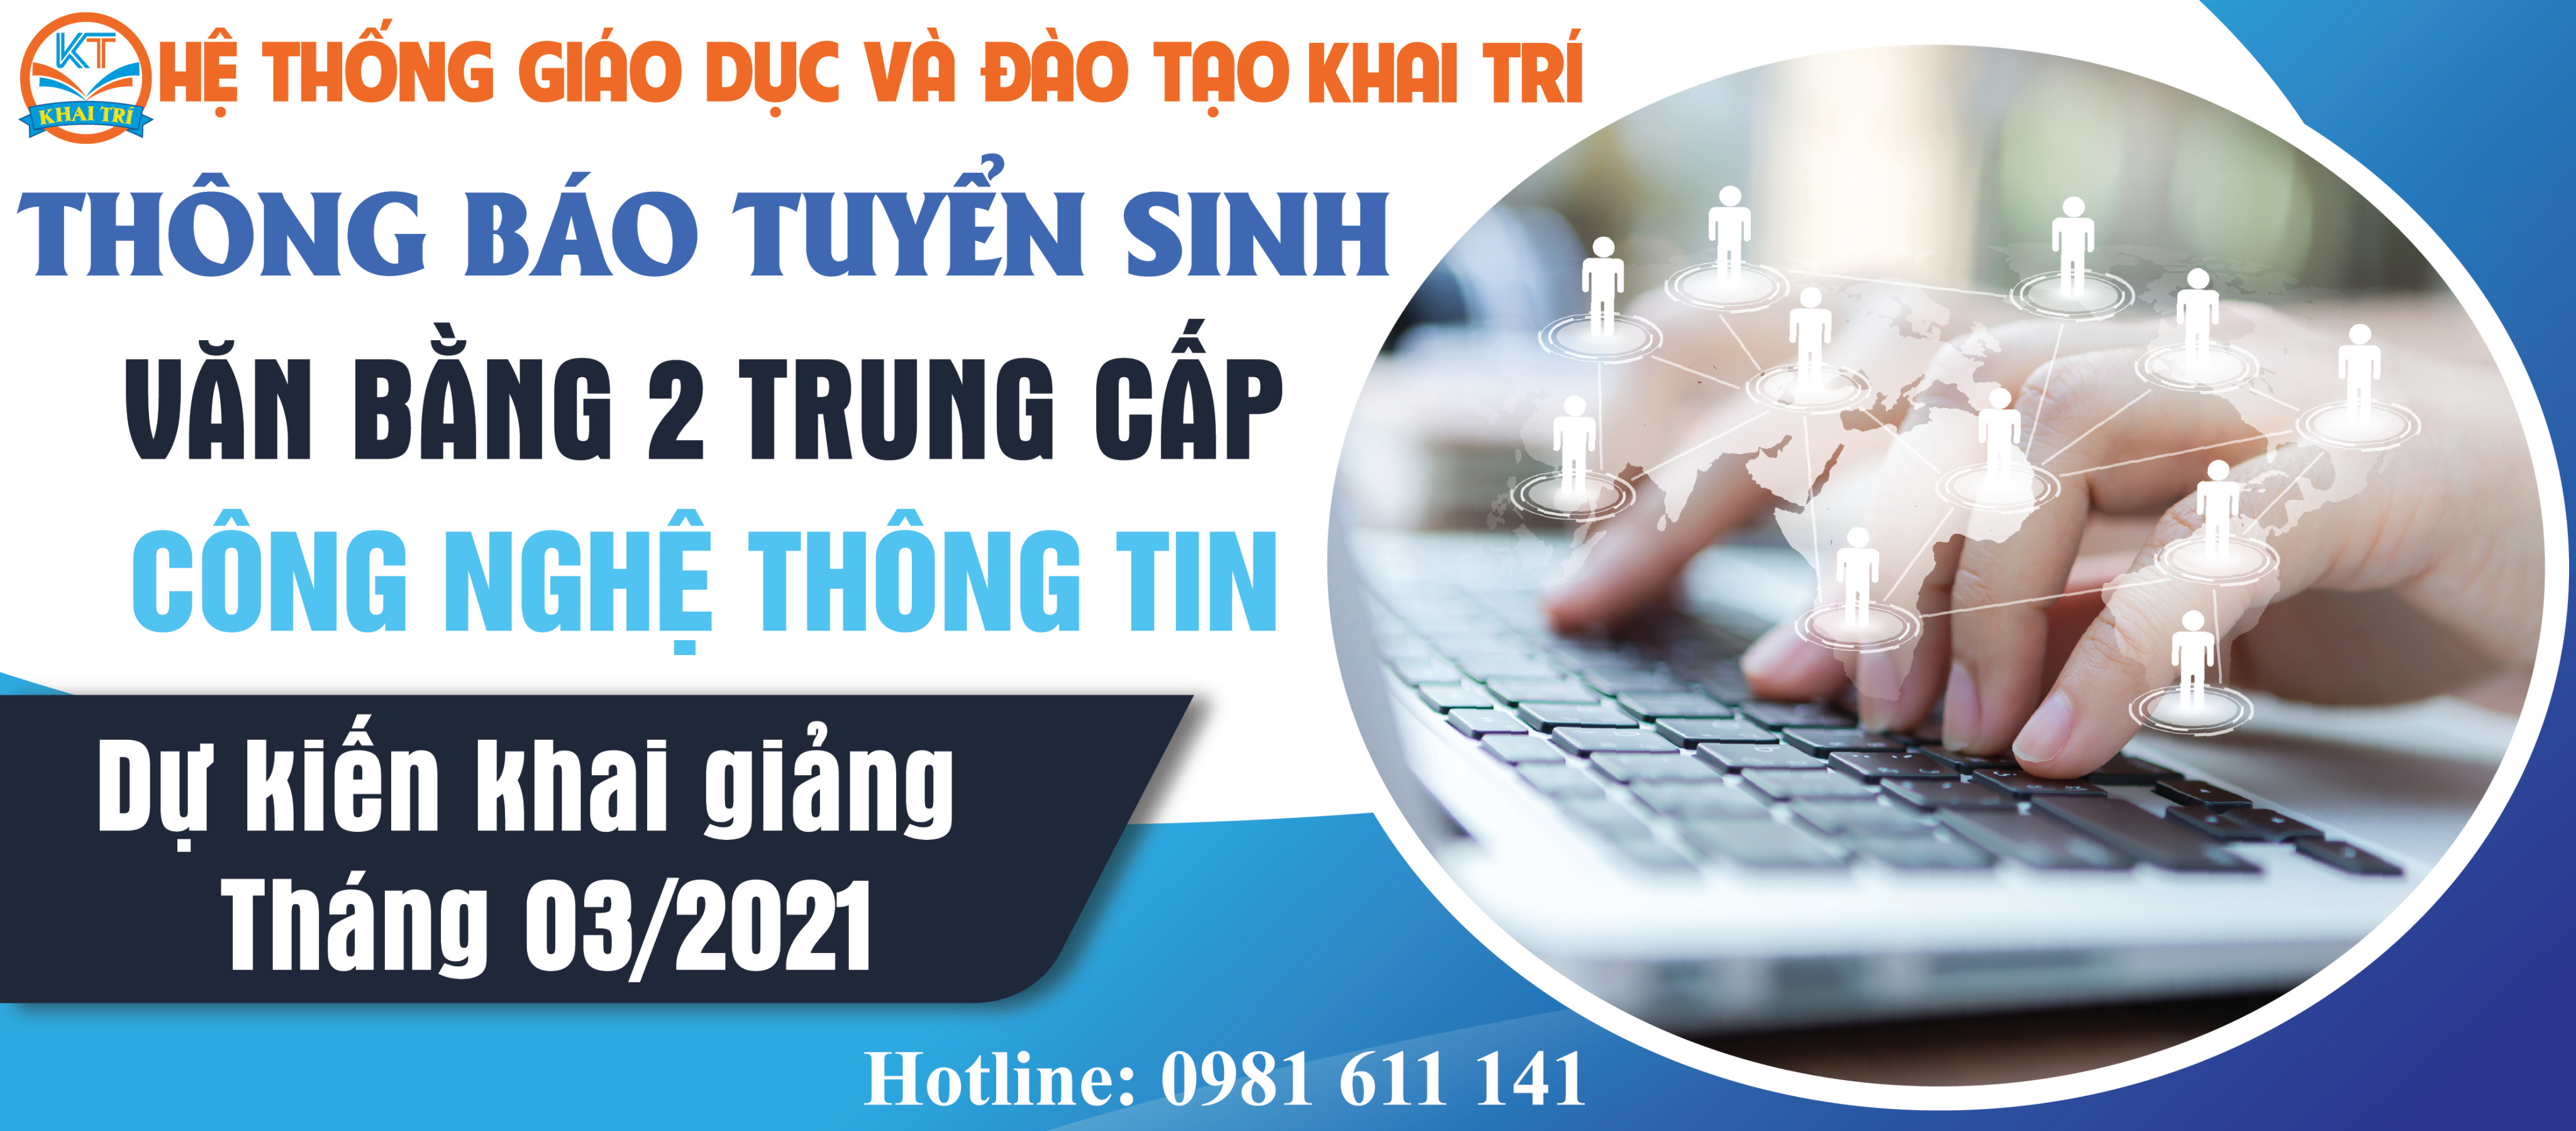 KT
KHAI TRÍ
HỆ THỐNG GIÁO DỤC VÀ ĐÀO TẠO KHAI TRÍ
THÔNG BÁO TUYỂN SINH
VĂN BẰNG 2 TRUNG CẤP
CÔNG NGHỆ THÔNG TIN
Dự kiến khai giảng
Tháng 03/2021
Hotline: 0981 611 141